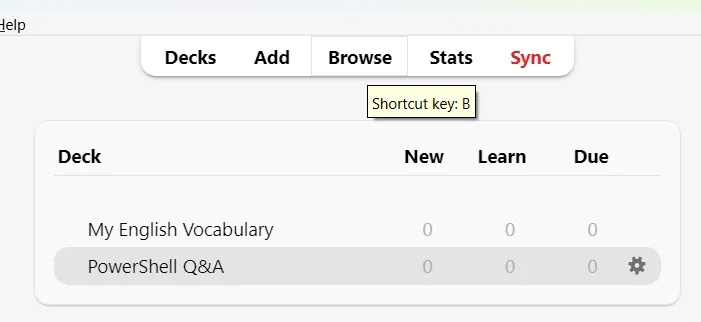 Help
Decks Add Browse Stats Sync
Shortcut key: B
Deck New Learn Due
My English Vocabulary 0 0 0
PowerShell Q&A 0 0 0